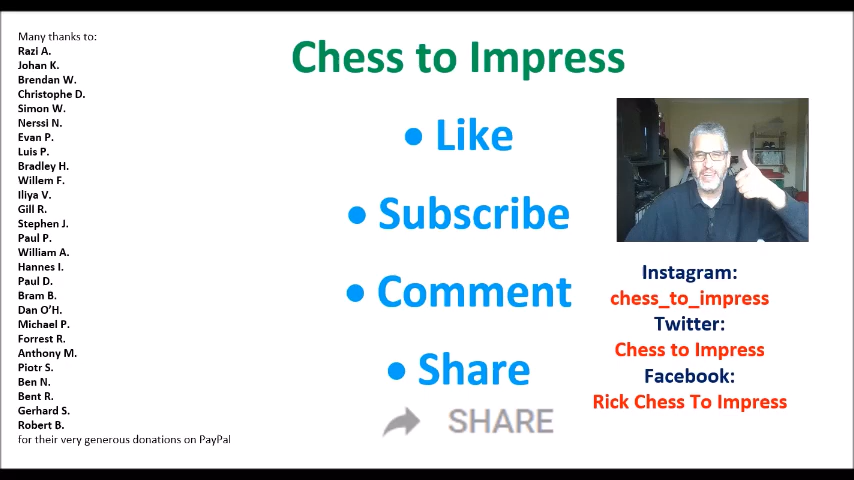 Many thanks to:
Razi A.
Johan K.
Brendan W.
Christophe D.
Simon W.
Nerssi N.
Evan P.
Luis P.
Bradley H.
Willem F.
Iliya V.
Gill R.
Stephen J.
Paul P.
William A.
Hannes I.
Paul D.
Bram B.
Dan O'H.
Michael P.
Forrest R.
Anthony M.
Piotr S.
Ben N.
Bent R.
Gerhard S.
Robert B.
for their very generous donations on PayPal
Chess to Impress
• Like
• Subscribe
• Comment
• Share
SHARE
Instagram:
chess_to_impress
Twitter:
Chess to Impress
Facebook:
Rick Chess To Impress